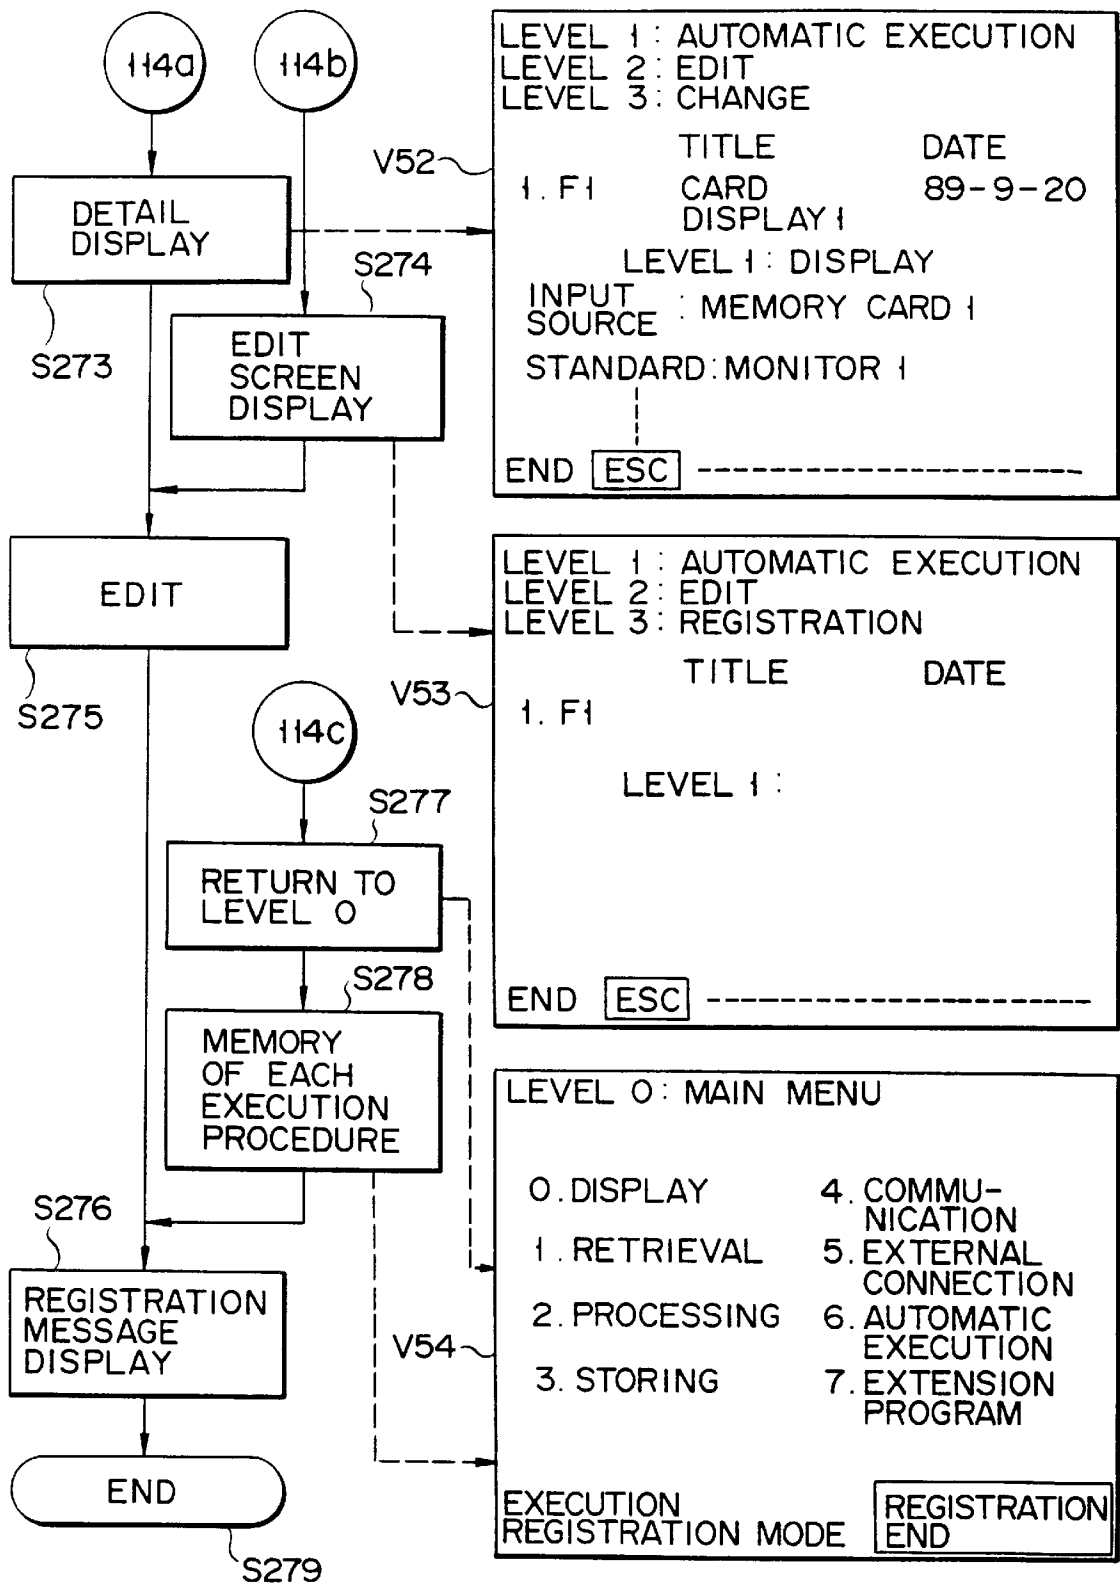 114a
114b
DETAIL
DISPLAY
S273
S274
EDIT
SCREEN
DISPLAY
EDIT
S275
114c
S277
RETURN TO
LEVEL 0
S278
MEMORY
OF EACH
EXECUTION
PROCEDURE
S276
REGISTRATION
MESSAGE
DISPLAY
END
S279
V52
LEVEL 1: AUTOMATIC EXECUTION
LEVEL 2: EDIT
LEVEL 3: CHANGE
TITLE DATE
1. F1 CARD 89-9-20
DISPLAY 1
LEVEL 1: DISPLAY
INPUT
SOURCE : MEMORY CARD 1
STANDARD: MONITOR 1
END ESC
V53
LEVEL 1: AUTOMATIC EXECUTION
LEVEL 2: EDIT
LEVEL 3: REGISTRATION
TITLE DATE
1. F1
LEVEL 1:
END ESC
V54
LEVEL 0: MAIN MENU
0. DISPLAY
1. RETRIEVAL
2. PROCESSING
3. STORING
4. COMMU-
NICATION
5. EXTERNAL
CONNECTION
6. AUTOMATIC
EXECUTION
7. EXTENSION
PROGRAM
EXECUTION
REGISTRATION MODE
REGISTRATION
END